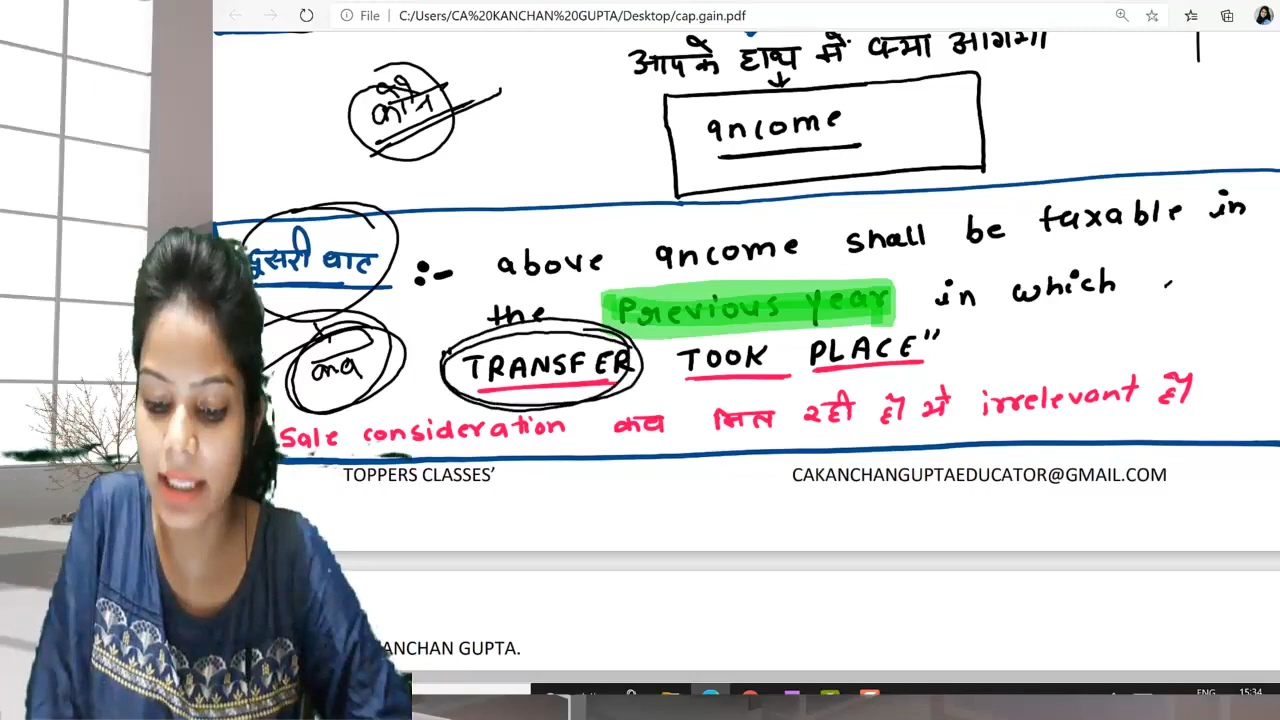 File | C:/Users/CA%20KANCHAN%20GUPTA/Desktop/cap.gain.pdf
आपके हाथ में क्या आएगा
कौन
income
दूसरी बात :- above income shall be taxable in
the "Previous year in which
कब "TRANSFER TOOK PLACE"
Sale consideration कब मिल रही है ये irrelevant है
TOPPERS CLASSES’ CAKANCHANGUPTAEDUCATOR@GMAIL.COM
ANCHAN GUPTA.
ENG 15:34